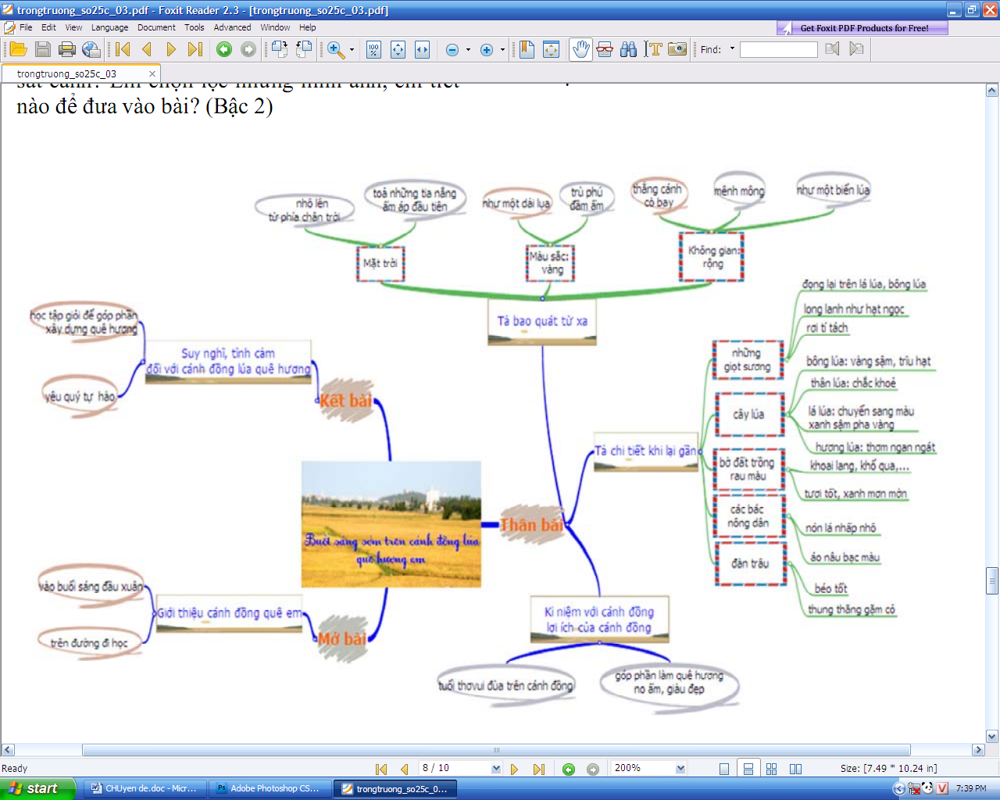 trongtruong_so25c_03.pdf - Foxit Reader 2.3 - [trongtruong_so25c_03.pdf]
File Edit View Language Document Tools Advanced Window Help
Get Foxit PDF Products for Free!
Find:
trongtruong_so25c_03
nào để đưa vào bài? (Bậc 2)
nhô lên
từ phía chân trời
toả những tia nắng
ấm áp đầu tiên
như một dải lụa
trù phú
đầm ấm
thẳng cánh
cò bay
mênh mông
như một biển lúa
Mặt trời
Màu sắc:
vàng
Không gian:
rộng
Tả bao quát từ xa
học tập giỏi để góp phần
xây dựng quê hương
yêu quý tự hào
Suy nghĩ, tình cảm
đối với cánh đồng lúa quê hương
Kết bài
đọng lại trên lá lúa, bông lúa
long lanh như hạt ngọc
rơi tí tách
những
giọt sương
bông lúa: vàng sậm, trĩu hạt
thân lúa: chắc khoẻ
lá lúa: chuyển sang màu
xanh sậm pha vàng
hương lúa: thơm ngan ngát
cây lúa
Tả chi tiết khi lại gần
bờ đất trồng
rau màu
khoai lang, khổ qua,...
tươi tốt, xanh mơn mởn
các bác
nông dân
nón lá nhấp nhô
áo nâu bạc màu
đàn trâu
béo tốt
thung thăng gặm cỏ
Thân bài
Buổi sáng sớm trên cánh đồng lúa
quê hương em
vào buổi sáng đầu xuân
trên đường đi học
Giới thiệu cánh đồng quê em
Mở bài
Kỉ niệm với cánh đồng
lợi ích của cánh đồng
tuổi thơvui đùa trên cánh đồng
góp phần làm quê hương
no ấm, giàu đẹp
Ready
8 / 10
200%
Size: [7.49 * 10.24 in]
start
CHUyen de.doc - Micr...
Adobe Photoshop CS...
trongtruong_so25c_0...
7:39 PM